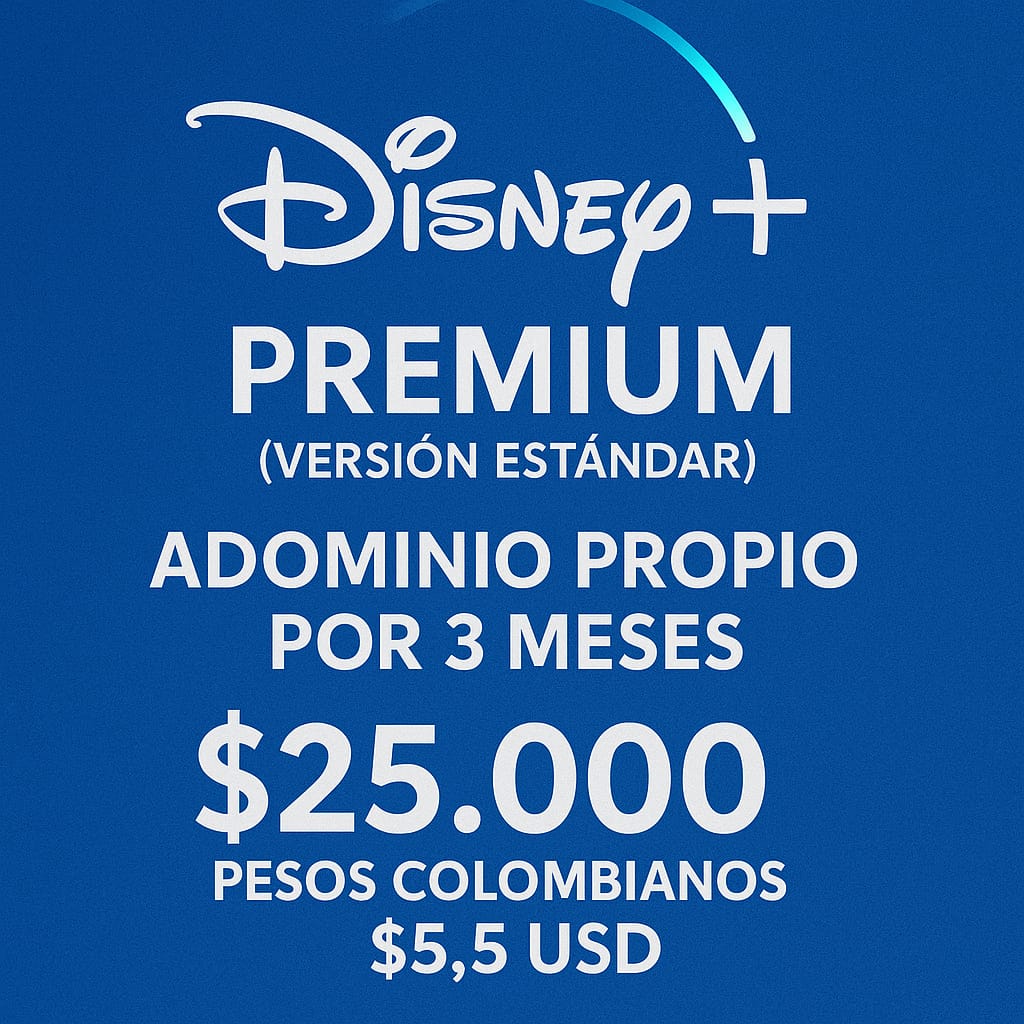 Disney+
PREMIUM
(VERSIÓN ESTÁNDAR)
ADOMINIO PROPIO
POR 3 MESES
$25.000
PESOS COLOMBIANOS
$5,5 USD